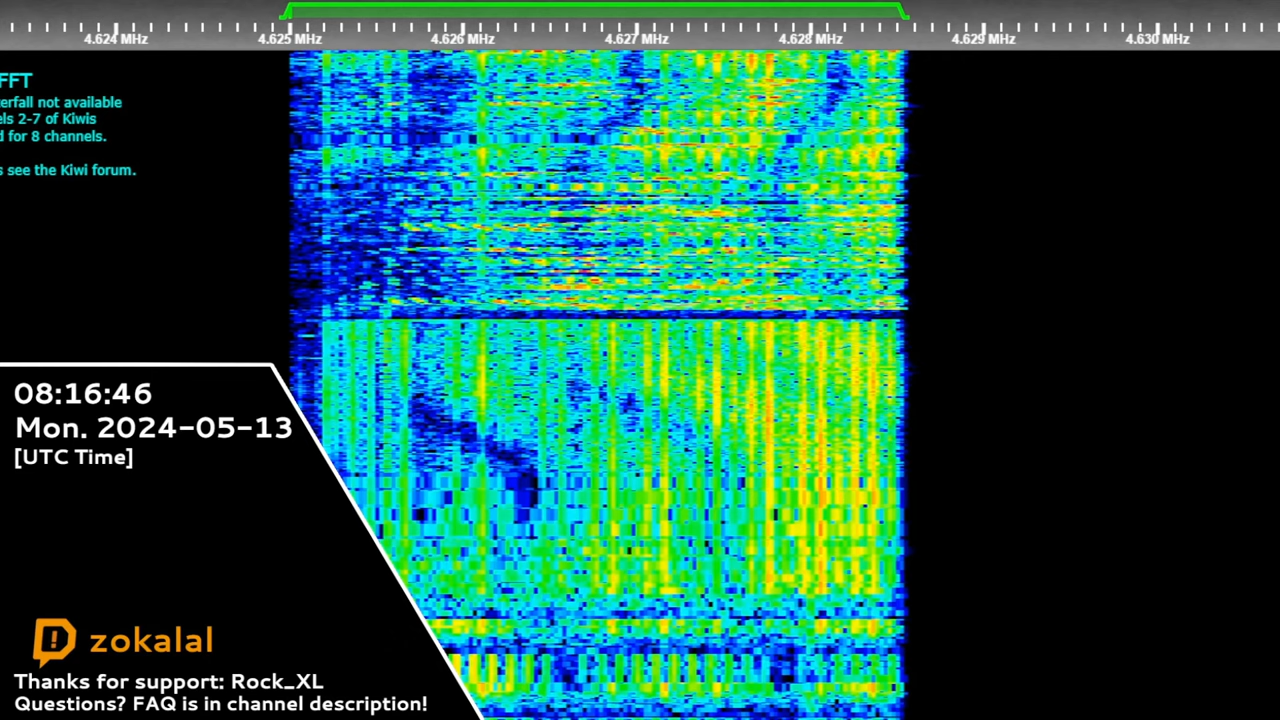 4.624 MHz 4.625 MHz 4.626 MHz 4.627 MHz 4.628 MHz 4.629 MHz 4.630 MHz
FFT
erfall not available
els 2-7 of Kiwis
d for 8 channels.
s see the Kiwi forum.
08:16:46
Mon. 2024-05-13
[UTC Time]
zokalal
Thanks for support: Rock_XL
Questions? FAQ is in channel description!